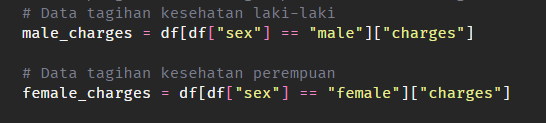 # Data tagihan kesehatan laki-laki
male_charges = df[df["sex"] == "male"]["charges"]
# Data tagihan kesehatan perempuan
female_charges = df[df["sex"] == "female"]["charges"]